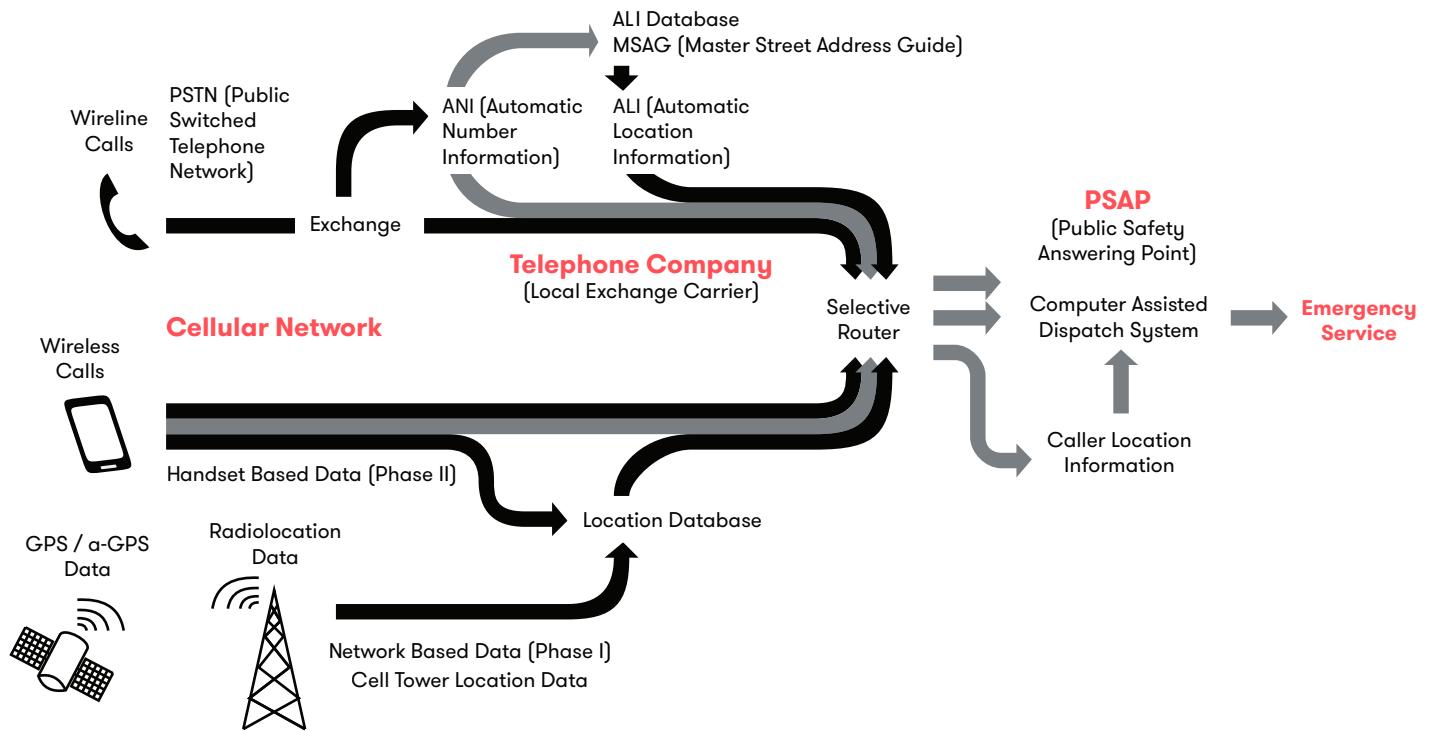 ALI Database
MSAG (Master Street Address Guide)
Wireline
Calls
PSTN (Public
Switched
Telephone
Network)
ANI (Automatic
Number
Information)
ALI (Automatic
Location
Information)
Exchange
Telephone Company
(Local Exchange Carrier)
PSAP
(Public Safety
Answering Point)
Selective
Router
Computer Assisted
Dispatch System
Emergency
Service
Cellular Network
Wireless
Calls
Caller Location
Information
Handset Based Data (Phase II)
Location Database
GPS / a-GPS
Data
Radiolocation
Data
Network Based Data (Phase I)
Cell Tower Location Data